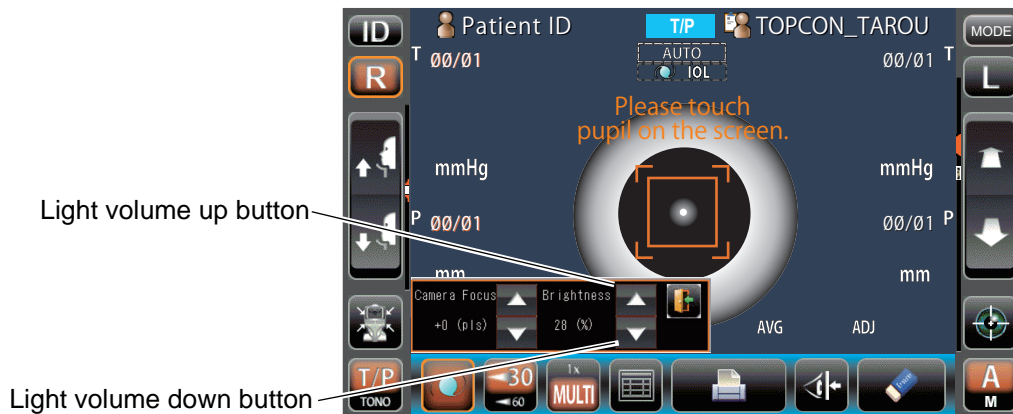 ID
Patient ID
T/P
TOPCON_TAROU
MODE
T
00/01
AUTO
IOL
00/01
T
R
L
Please touch
pupil on the screen.
mmHg
mmHg
Light volume up button
P
00/01
00/01
P
mm
mm
Camera Focus
Brightness
+0 (pls)
28 (%)
AVG
ADJ
T/P
TONO
30
60
1x
MULTI
A
M
Light volume down button